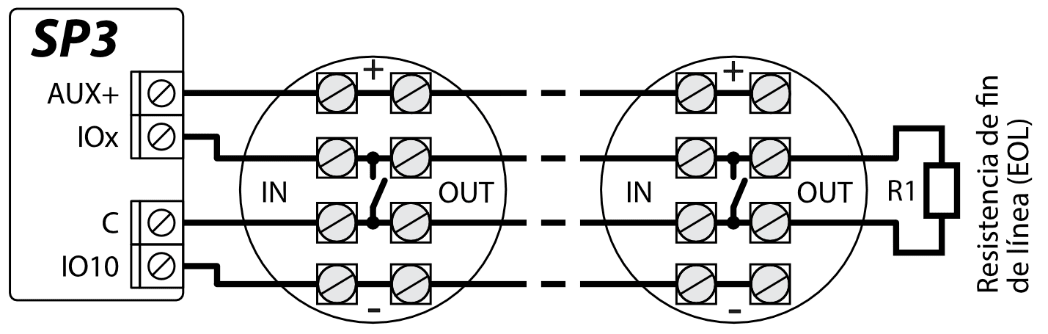 SP3
AUX+
IOx
C
IO10
+
IN
OUT
-
+
IN
OUT
-
R1
Resistencia de fin
de línea (EOL)